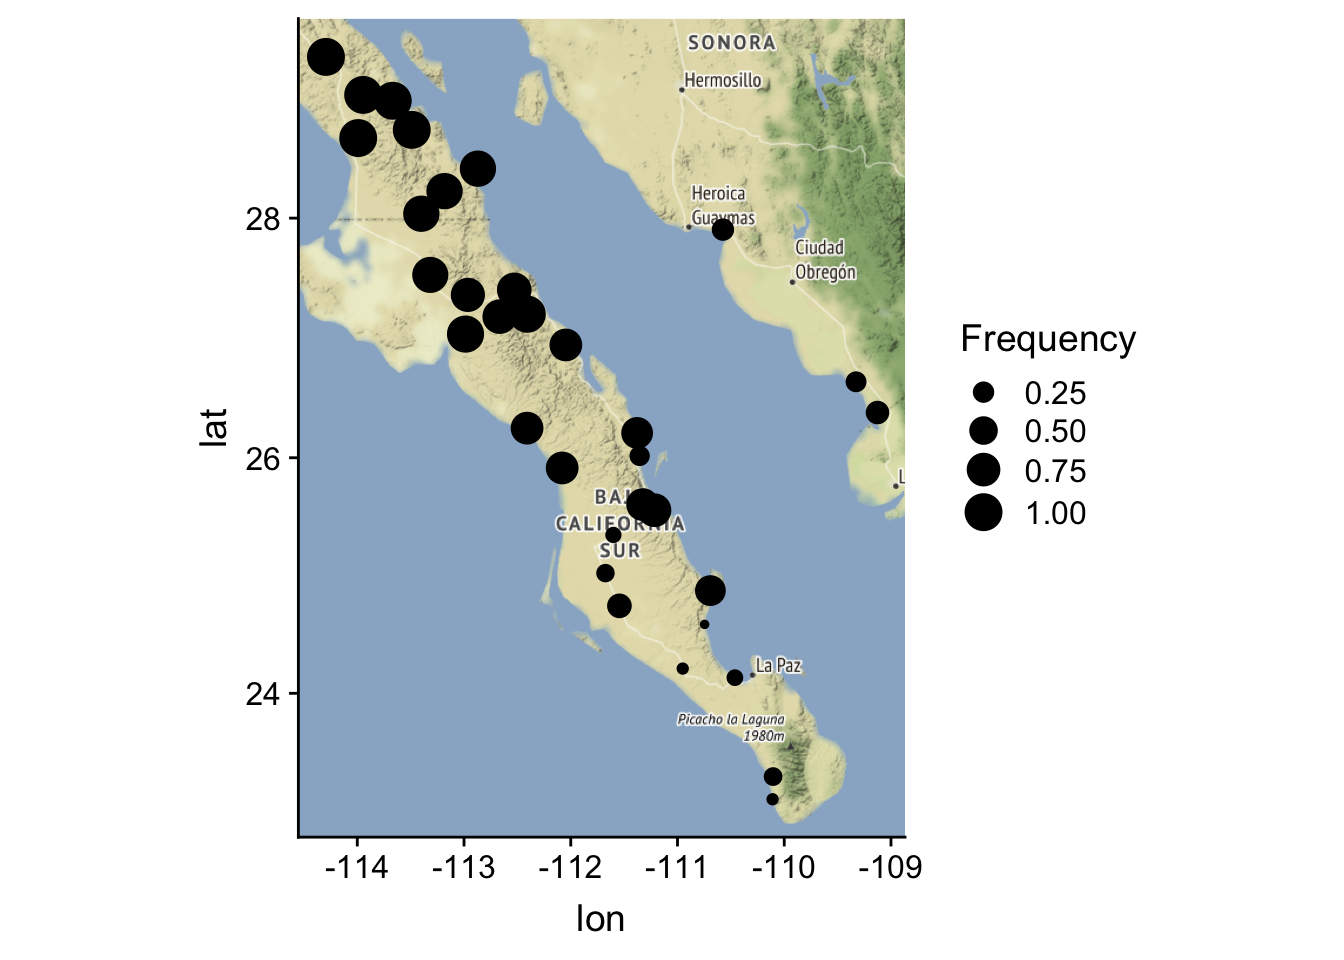 SONORA
Hermosillo
Heroica
Guaymas
Ciudad
Obregón
L
BAJ
CALIFORNIA
SUR
La Paz
Picacho la Laguna
1980m
28
26
24
lat
-114
-113
-112
-111
-110
-109
lon
Frequency
0.25
0.50
0.75
1.00